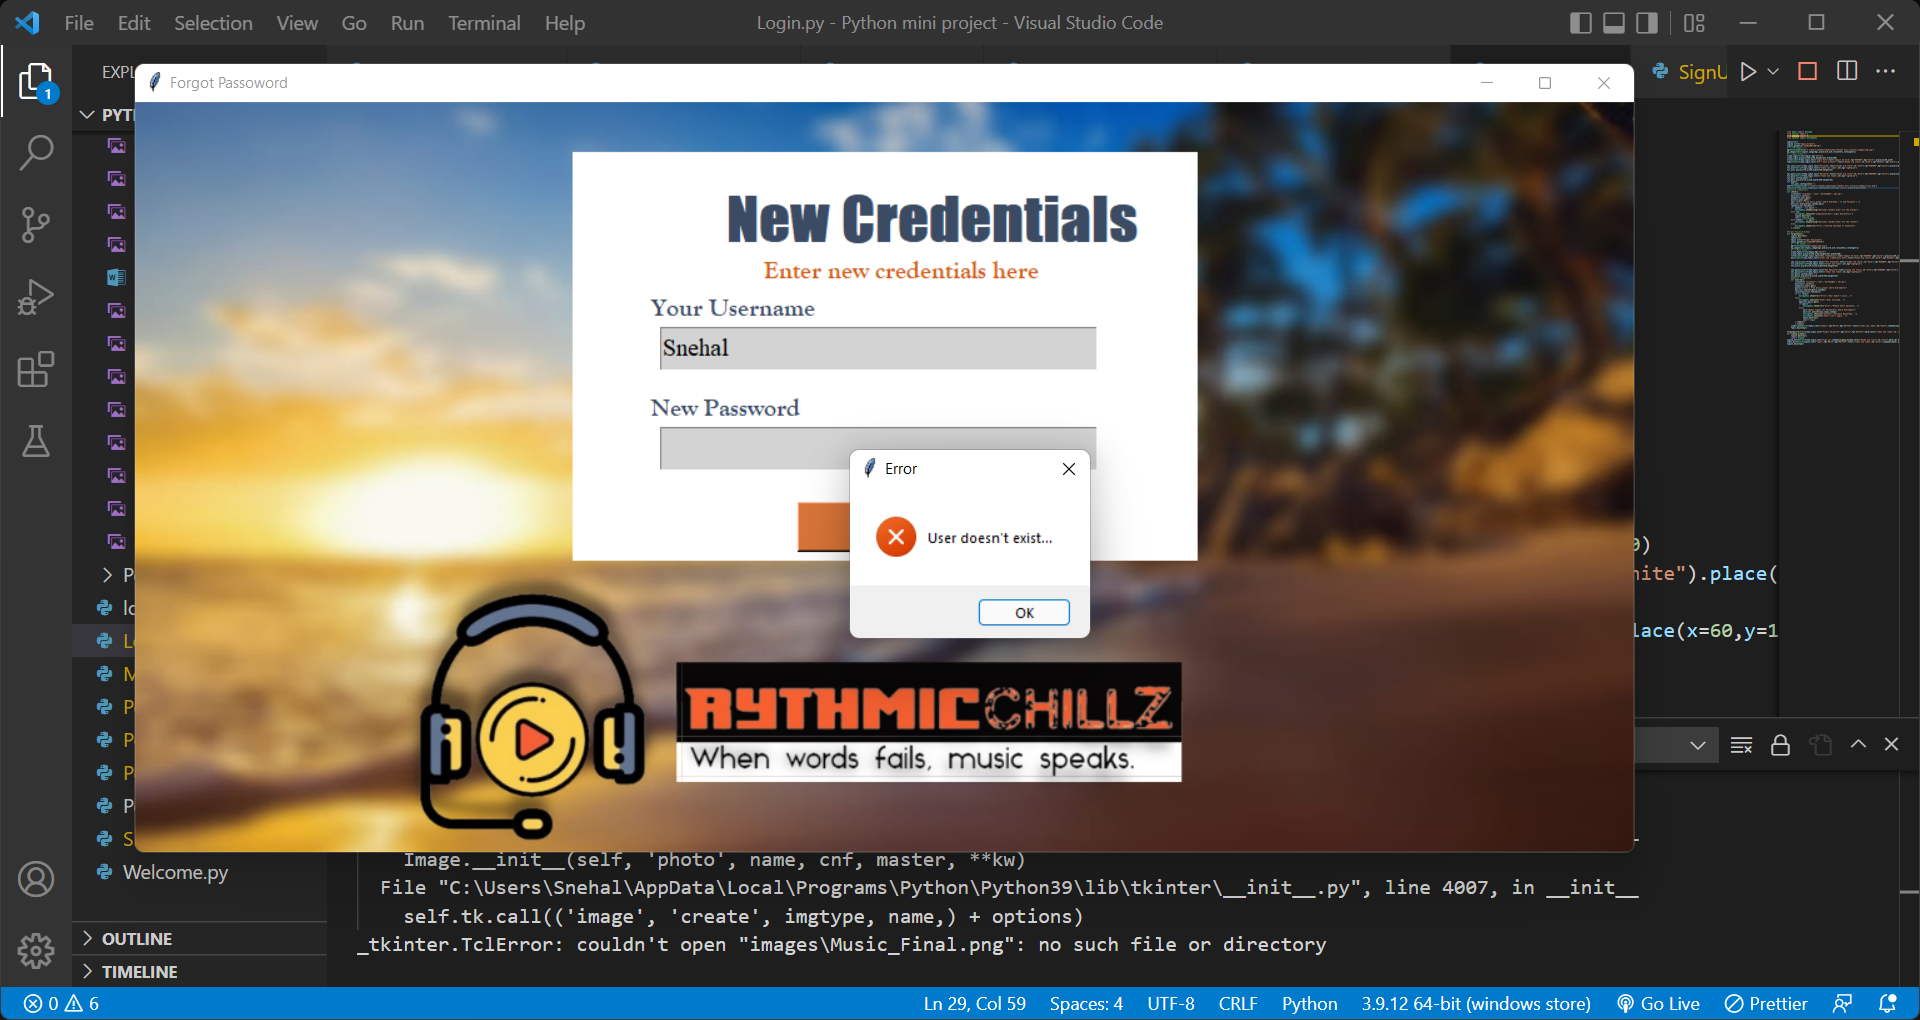 File Edit Selection View Go Run Terminal Help
Login.py - Python mini project - Visual Studio Code
Forgot Passoword
SignU
1
New Credentials
Enter new credentials here
Your Username
Snehal
New Password
Error
User doesn't exist...
OK
").place(
lace(x=60,y=1
RYTHMICCHILLZ
When words fails, music speaks.
Welcome.py
OUTLINE
TIMELINE
Image.__init__(self, 'photo', name, cnf, master, **kw)
File "C:\Users\Snehal\AppData\Local\Programs\Python\Python39\lib\tkinter\__init__.py", line 4007, in __init__
self.tk.call(('image', 'create', imgtype, name,) + options)
_tkinter.TclError: couldn't open "images\Music_Final.png": no such file or directory
0 6
Ln 29, Col 59 Spaces: 4 UTF-8 CRLF Python 3.9.12 64-bit (windows store) Go Live Prettier